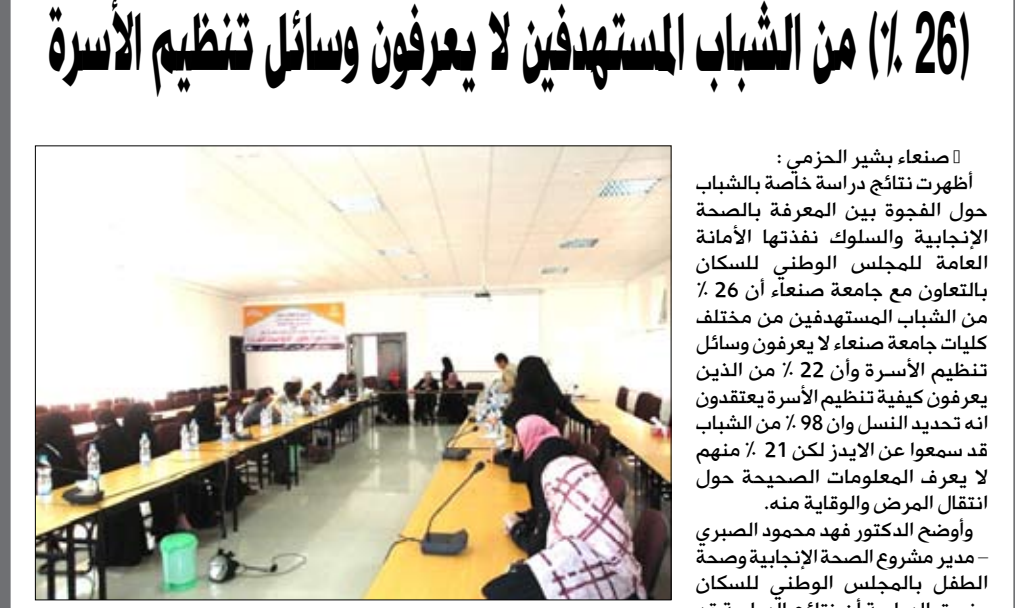 (26 ٪) من الشباب المستهدفين لا يعرفون وسائل تنظيم الأسرة
صنعاء بشير الحزمي :
أظهرت نتائج دراسة خاصة بالشباب
حول الفجوة بين المعرفة بالصحة
الإنجابية والسلوك نفذتها الأمانة
العامة للمجلس الوطني للسكان
بالتعاون مع جامعة صنعاء أن 26 ٪
من الشباب المستهدفين من مختلف
كليات جامعة صنعاء لا يعرفون وسائل
تنظيم الأسرة وأن 22 ٪ من الذين
يعرفون كيفية تنظيم الأسرة يعتقدون
انه تحديد النسل وان 98 ٪ من الشباب
قد سمعوا عن الايدز لكن 21 ٪ منهم
لا يعرف المعلومات الصحيحة حول
انتقال المرض والوقاية منه.
وأوضح الدكتور فهد محمود الصبري
– مدير مشروع الصحة الإنجابية وصحة
الطفل بالمجلس الوطني للسكان